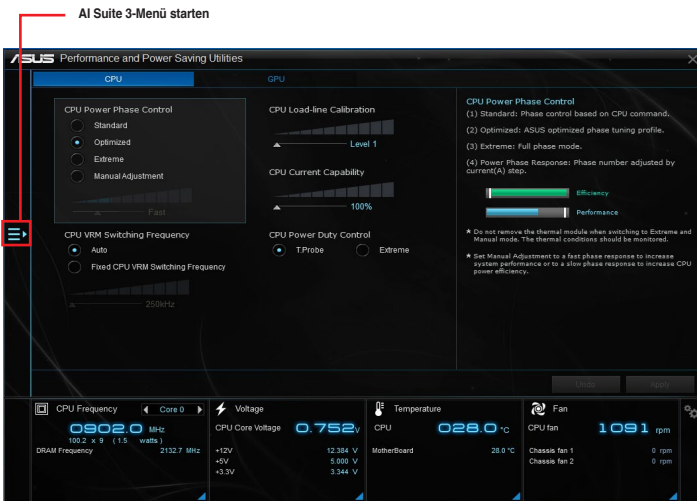 AI Suite 3-Menü starten
ASUS Performance and Power Saving Utilities
CPU
GPU
CPU Power Phase Control
Standard
Optimized
Extreme
Manual Adjustment
Fast
CPU VRM Switching Frequency
Auto
Fixed CPU VRM Switching Frequency
250kHz
CPU Load-line Calibration
Level 1
CPU Current Capability
100%
CPU Power Duty Control
T.Probe
Extreme
CPU Power Phase Control
(1) Standard: Phase control based on CPU command.
(2) Optimized: ASUS optimized phase tuning profile.
(3) Extreme: Full phase mode.
(4) Power Phase Response: Phase number adjusted by
current(A) step.
Efficiency
Performance
* Do not remove the thermal module when switching to Extreme and
Manual mode. The thermal conditions should be monitored.
* Set Manual Adjustment to a fast phase response to increase
system performance or to a slow phase response to increase CPU
power efficiency.
Undo
Apply
CPU Frequency
Core 0
0902.0 MHz
100.2 x 9 (1.5 watts)
DRAM Frequency 2132.7 MHz
Voltage
CPU Core Voltage 0.752v
+12V 12.384 V
+5V 5.000 V
+3.3V 3.344 V
Temperature
CPU 028.0 °C
MotherBoard 28.0 °C
Fan
CPU fan 1091 rpm
Chassis fan 1 0 rpm
Chassis fan 2 0 rpm